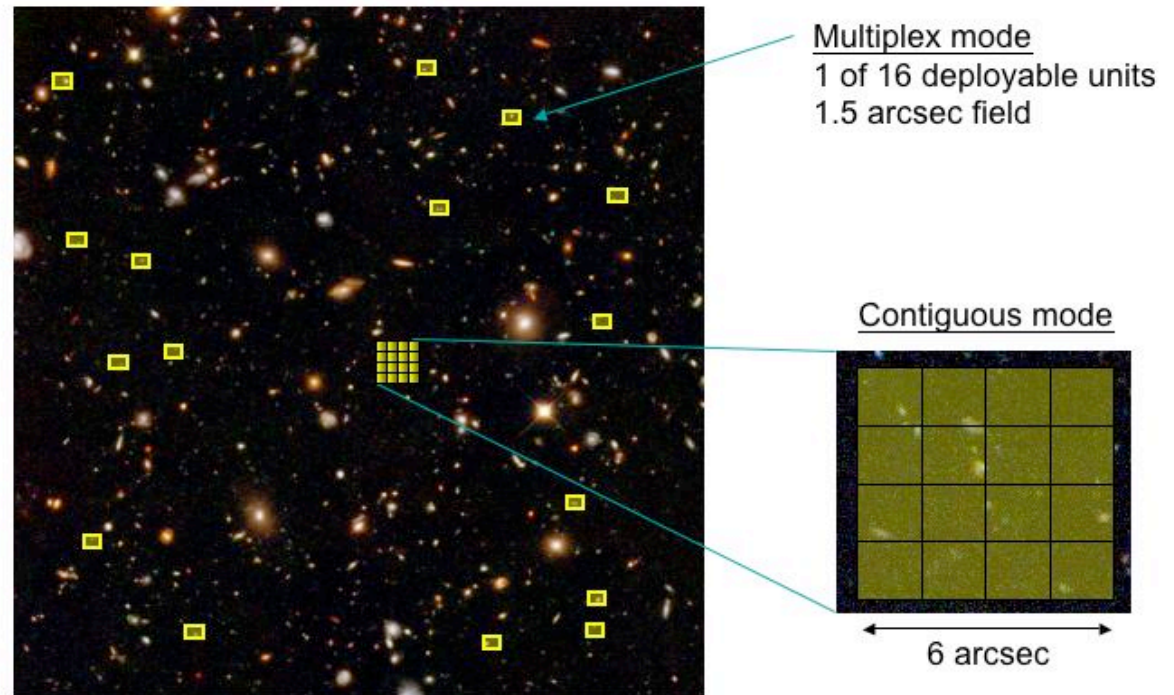 Multiplex mode
1 of 16 deployable units
1.5 arcsec field
Contiguous mode
6 arcsec